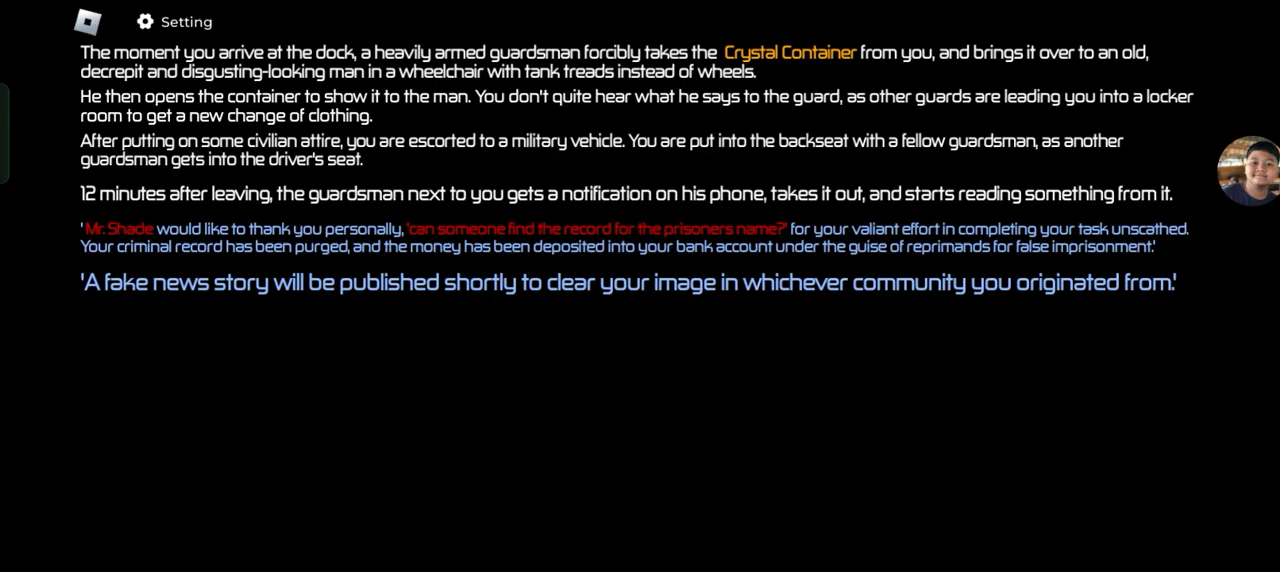 Setting
The moment you arrive at the dock, a heavily armed guardsman forcibly takes the Crystal Container from you, and brings it over to an old,
decrepit and disgusting-looking man in a wheelchair with tank treads instead of wheels.
He then opens the container to show it to the man. You don't quite hear what he says to the guard, as other guards are leading you into a locker
room to get a new change of clothing.
After putting on some civilian attire, you are escorted to a military vehicle. You are put into the backseat with a fellow guardsman, as another
guardsman gets into the driver's seat.
12 minutes after leaving, the guardsman next to you gets a notification on his phone, takes it out, and starts reading something from it.
'Mr. Shade would like to thank you personally, 'can someone find the record for the prisoners name?' for your valiant effort in completing your task unscathed.
Your criminal record has been purged, and the money has been deposited into your bank account under the guise of reprimands for false imprisonment.'
'A fake news story will be published shortly to clear your image in whichever community you originated from.'